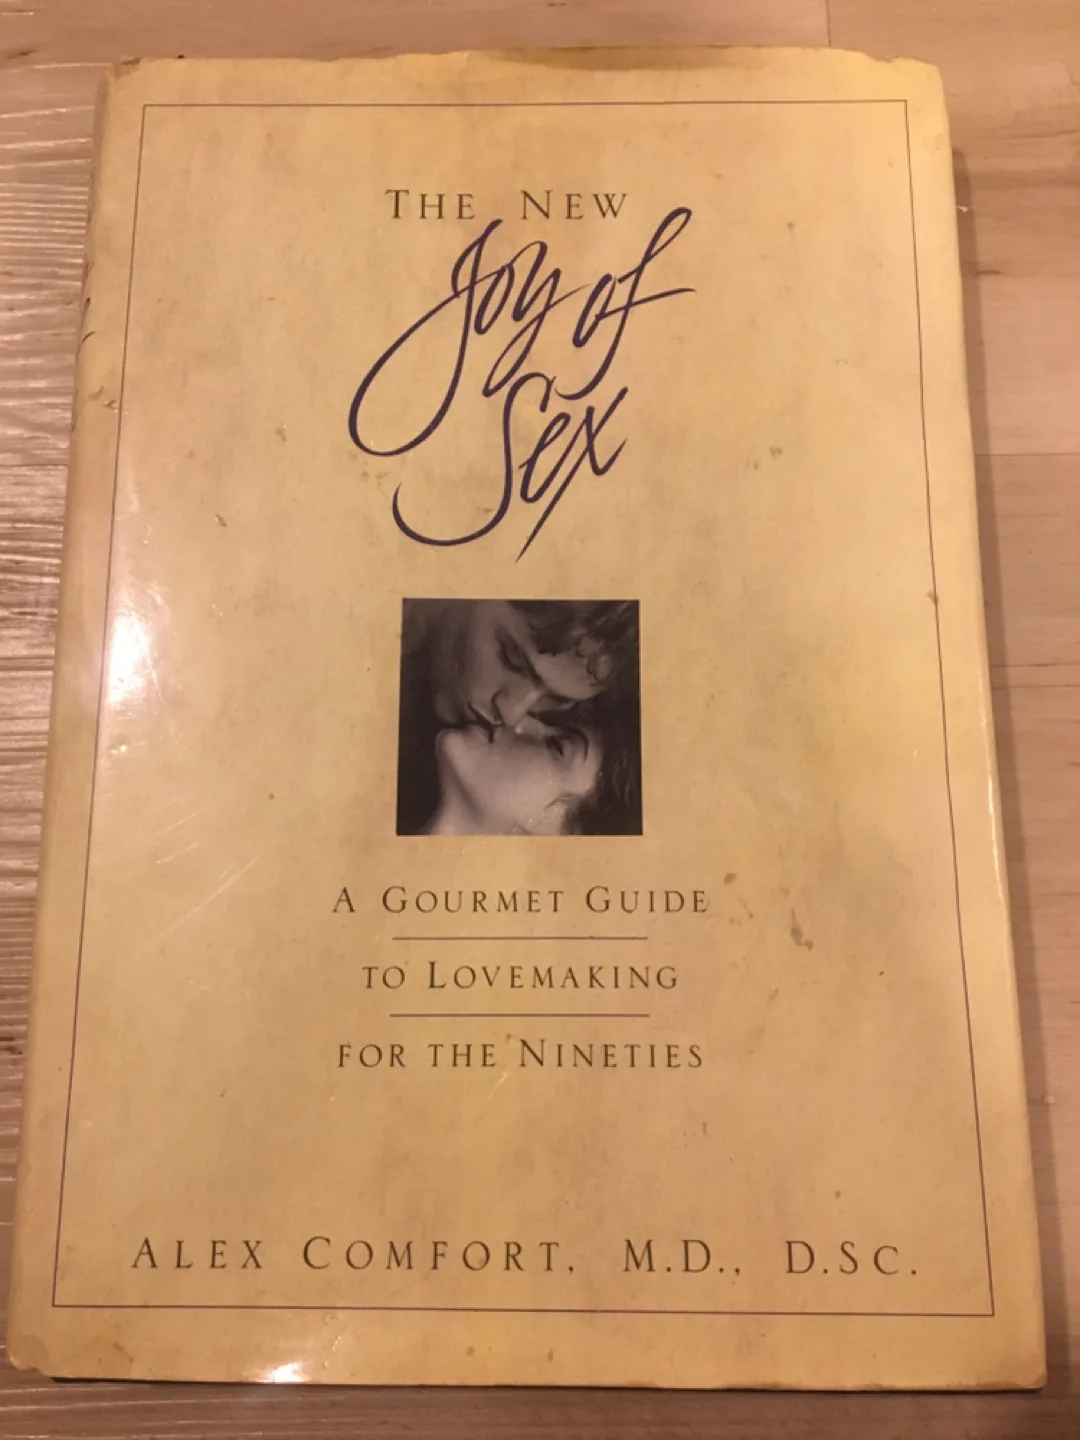 THE NEW
Joy of
Sex
A GOURMET GUIDE
TO LOVEMAKING
FOR THE NINETIES
ALEX COMFORT, M.D., D.SC.